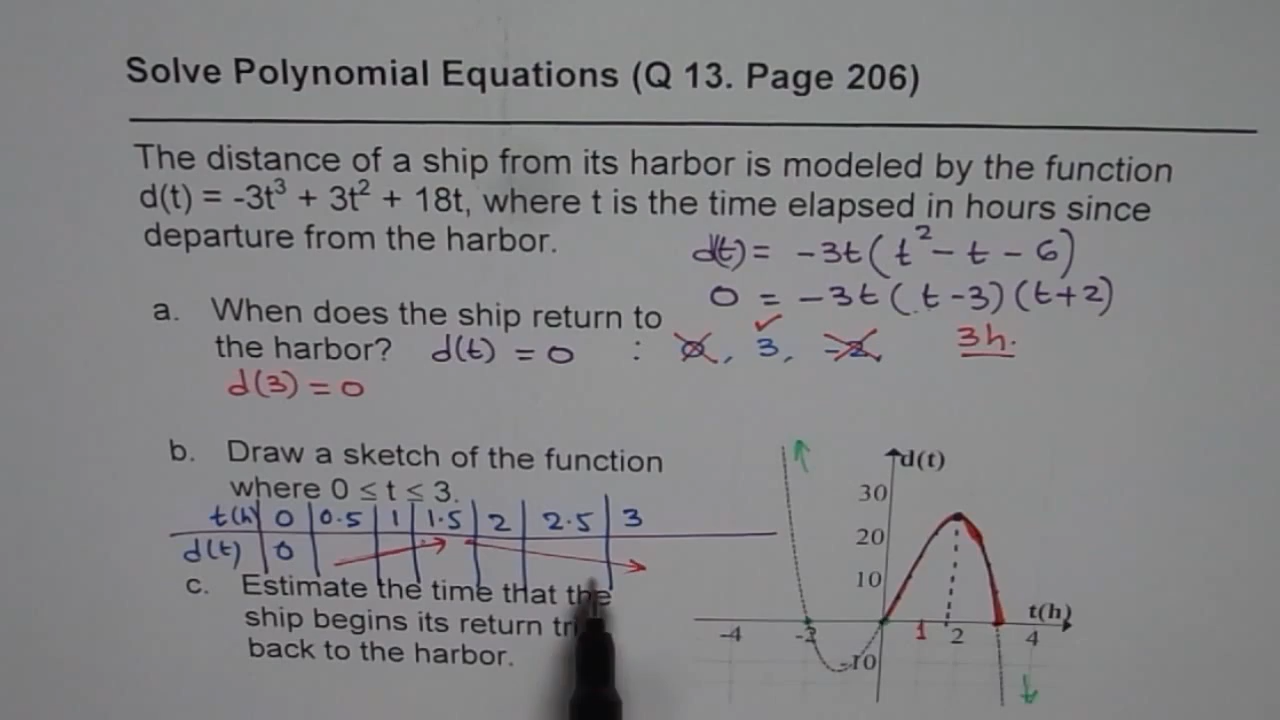 Solve Polynomial Equations (Q 13. Page 206)
The distance of a ship from its harbor is modeled by the function
d(t) = -3t³ + 3t² + 18t, where t is the time elapsed in hours since
departure from the harbor.
d(t) = -3t(t² - t - 6)
0 = -3t(t-3)(t+2)
a. When does the ship return to
the harbor? d(t) = 0 : 0, 3, -2, 3h.
d(3) = 0
b. Draw a sketch of the function
where 0 ≤ t ≤ 3.
t(h) 0 0.5 1 1.5 2 2.5 3
d(t) 0
c. Estimate the time that the
ship begins its return
back to the harbor.
d(t)
30
20
10
t(h)
-4 -2 1 2 4
-10